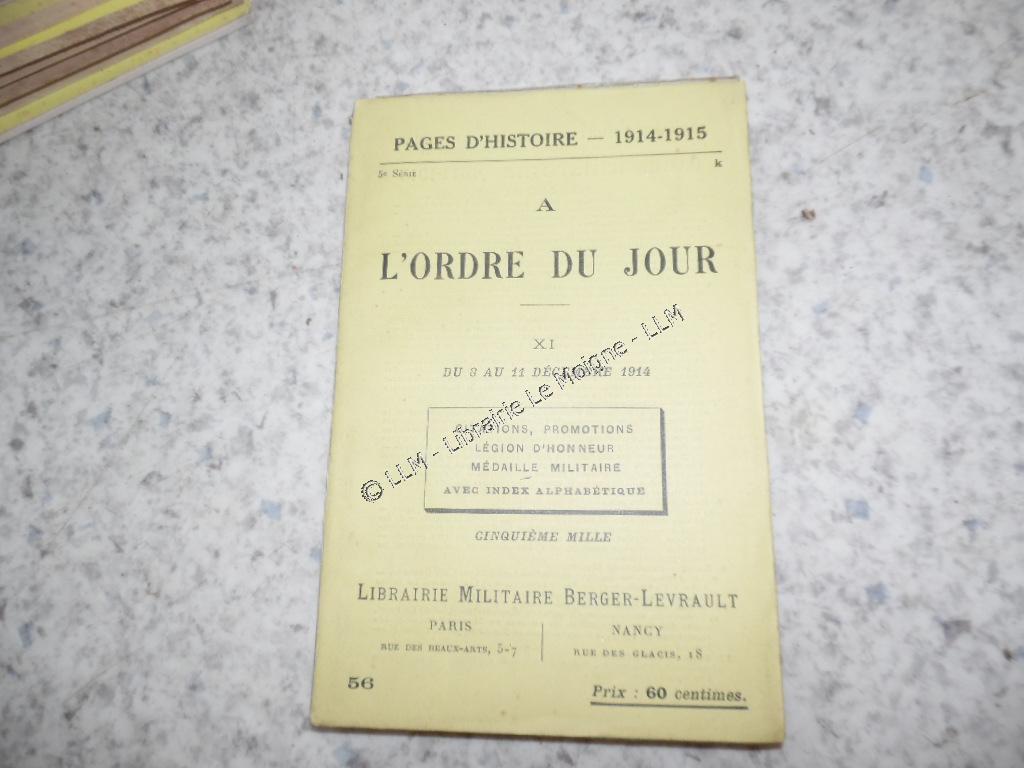 PAGES D'HISTOIRE — 1914-1915
5e SÉRIE k
A
L'ORDRE DU JOUR
XI
DU 8 AU 11 DÉCEMBRE 1914
CITATIONS, PROMOTIONS
LÉGION D'HONNEUR
MÉDAILLE MILITAIRE
AVEC INDEX ALPHABÉTIQUE
CINQUIÈME MILLE
LIBRAIRIE MILITAIRE BERGER-LEVRAULT
PARIS
RUE DES BEAUX-ARTS, 5-7
NANCY
RUE DES GLACIS, 18
56
Prix : 60 centimes.
© LLM - Librairie Le Moigne - LLM